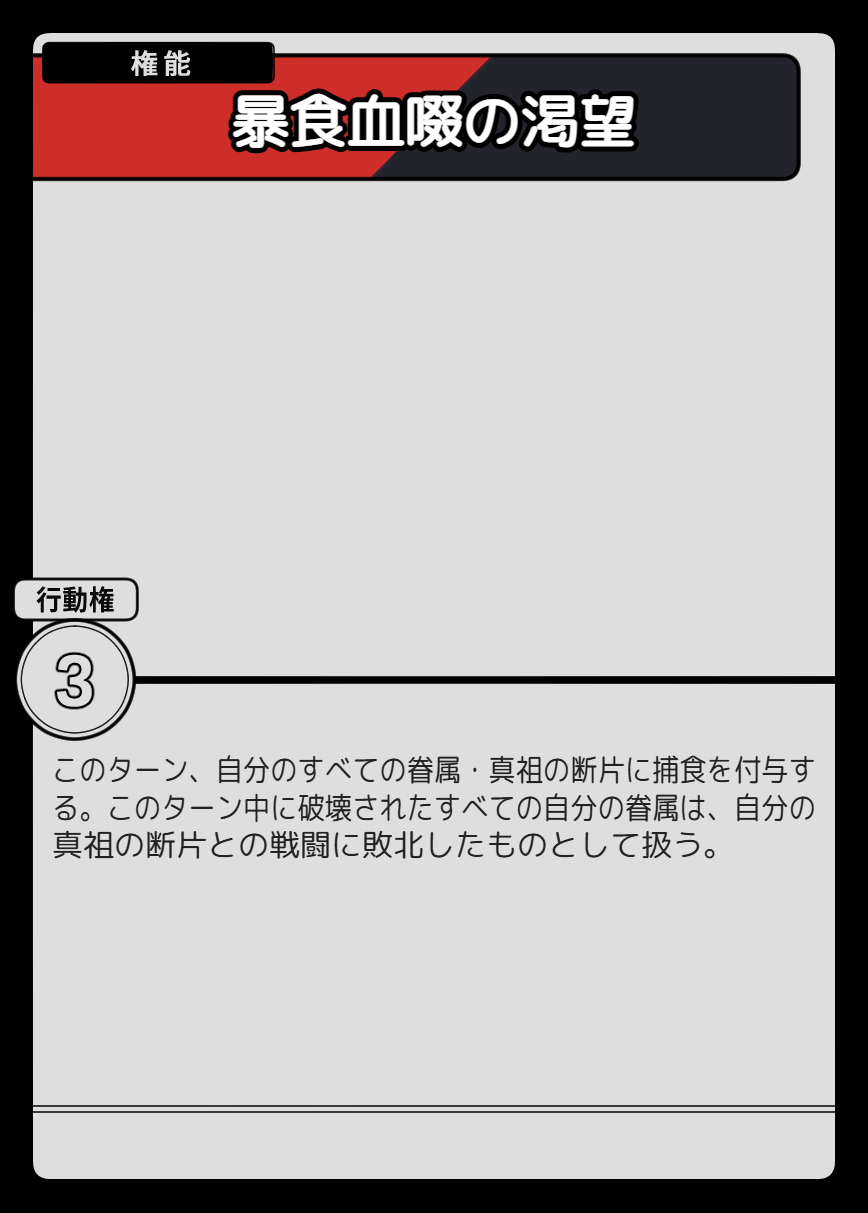 権能
暴食血啜の渇望
行動権
3
このターン、自分のすべての眷属・真祖の断片に捕食を付与す
る。このターン中に破壊されたすべての自分の眷属は、自分の
真祖の断片との戦闘に敗北したものとして扱う。